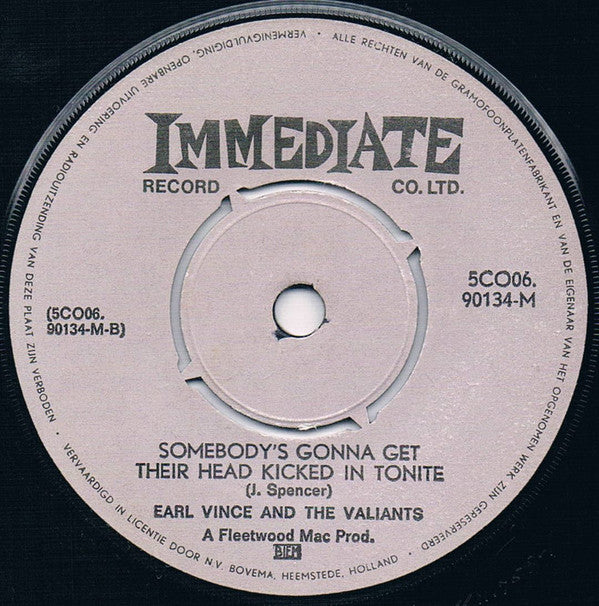 ALLE RECHTEN VAN DE GRAMOFOONPLATENFABRIKANT EN VAN DE EIGENAAR VAN HET OPGENOMEN WERK ZIJN GERESERVEERD
VERMENIGVULDIGING, OPENBARE UITVOERING EN RADIOUITZENDING VAN DEZE PLAAT ZIJN VERBODEN
IMMEDIATE
RECORD CO. LTD.
5CO06.
90134-M
(5CO06.
90134-M-B)
SOMEBODY'S GONNA GET
THEIR HEAD KICKED IN TONITE
(J. Spencer)
EARL VINCE AND THE VALIANTS
A Fleetwood Mac Prod.
BIEM
VERVAARDIGD IN LICENTIE DOOR N.V. BOVEMA, HEEMSTEDE, HOLLAND